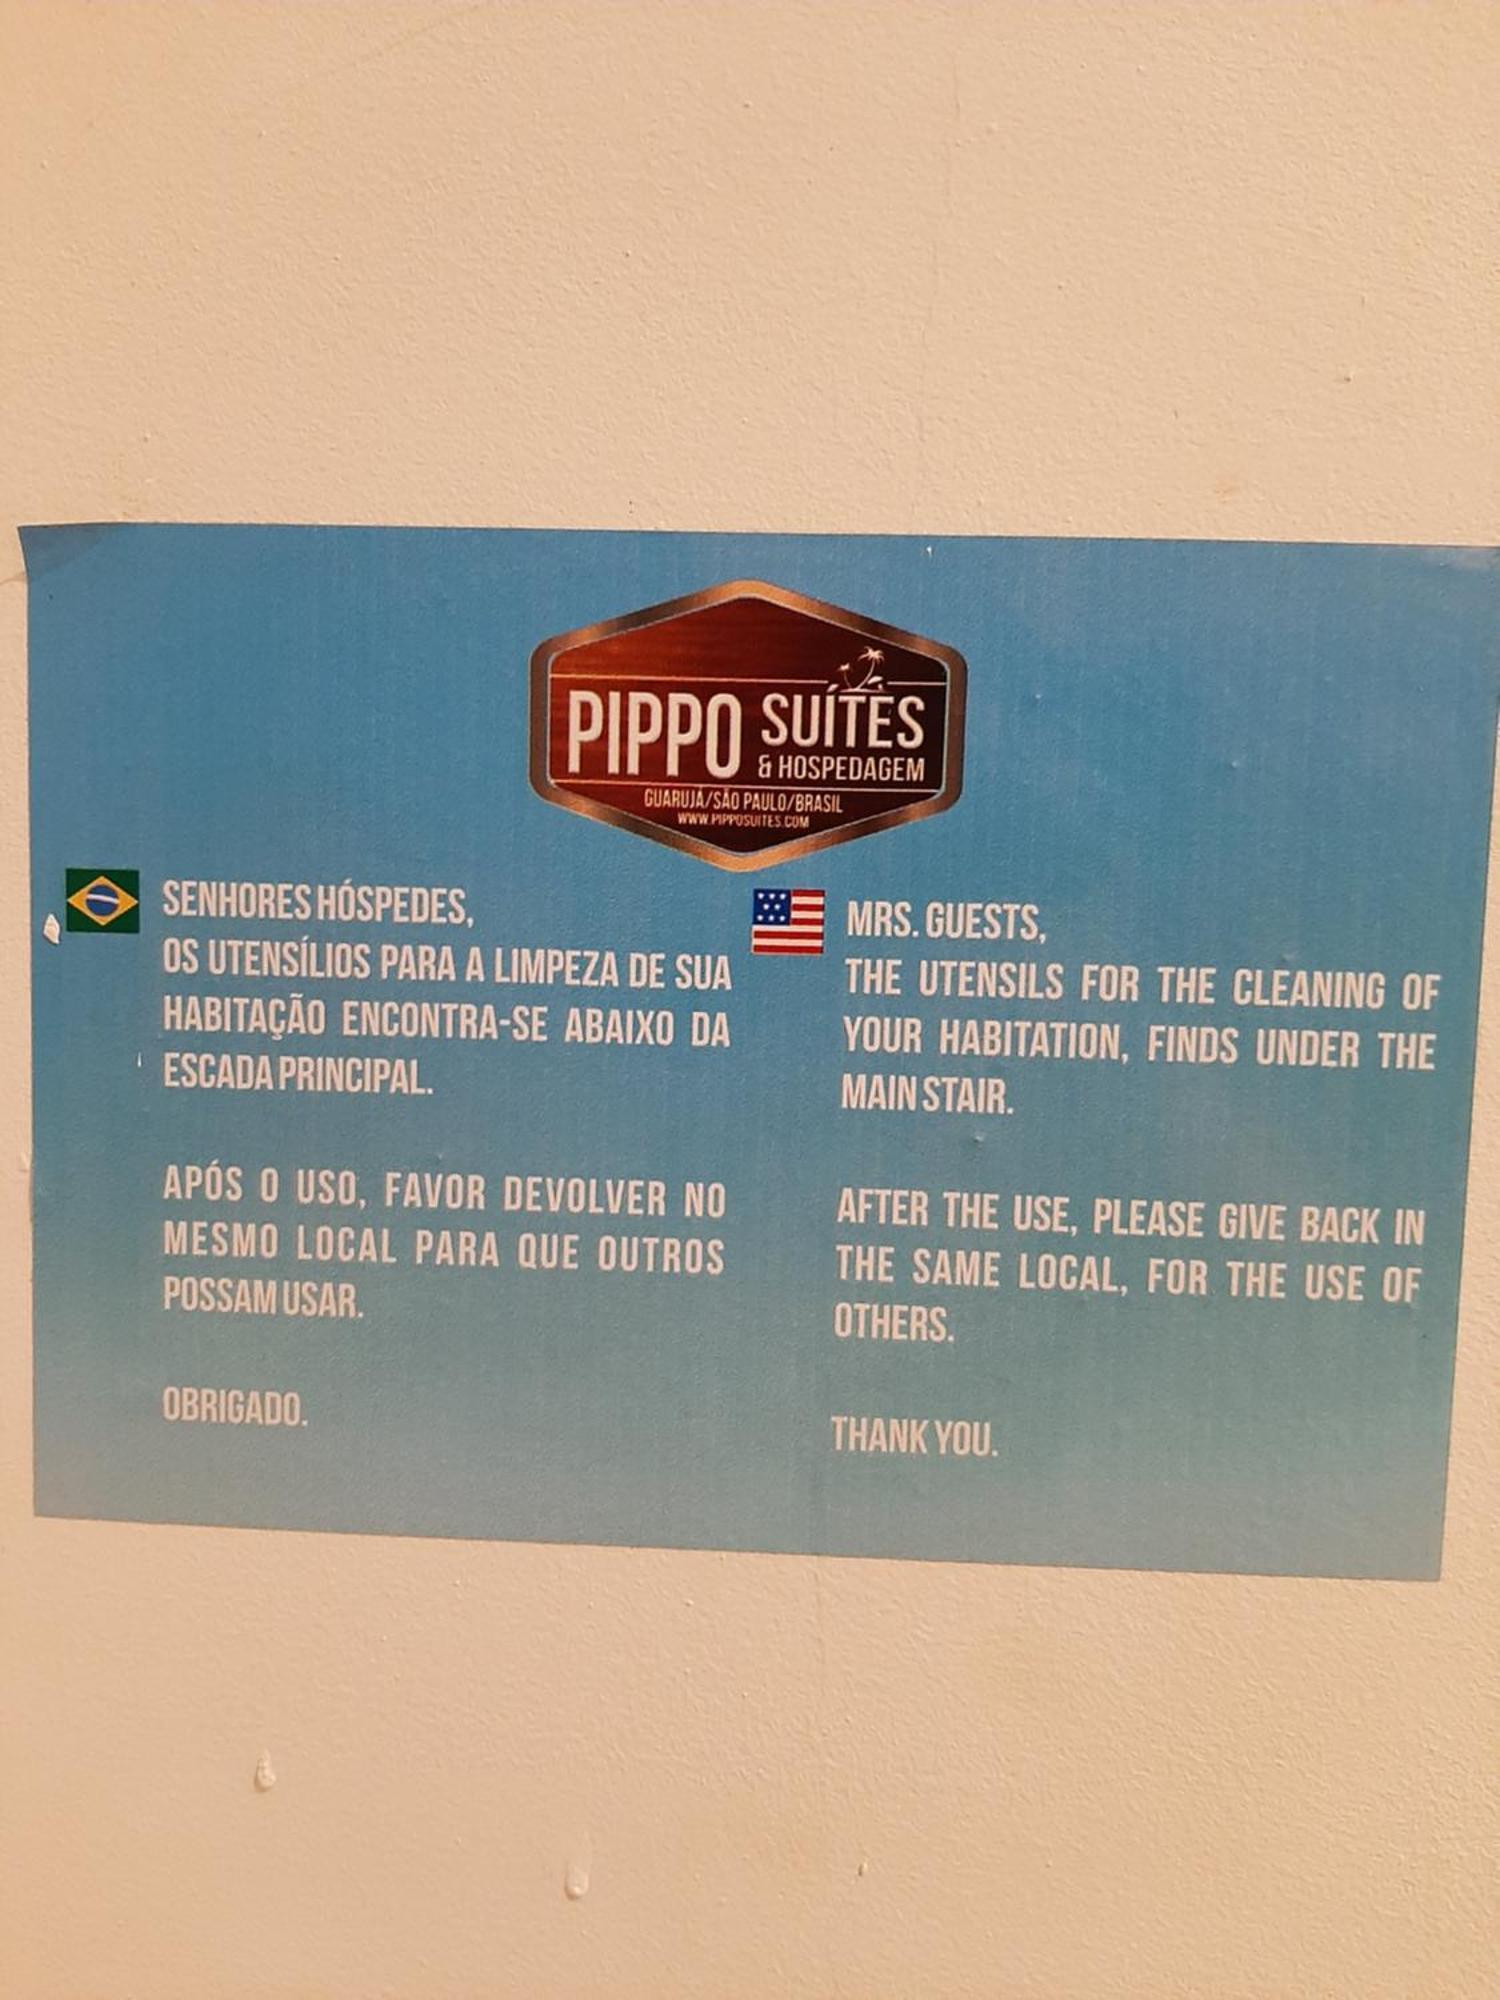 PIPPO SUÍTES
& HOSPEDAGEM
GUARUJÁ/SÃO PAULO/BRASIL
WWW.PIPPOSUITES.COM
SENHORES HÓSPEDES,
OS UTENSÍLIOS PARA A LIMPEZA DE SUA
HABITAÇÃO ENCONTRA-SE ABAIXO DA
ESCADA PRINCIPAL.
APÓS O USO, FAVOR DEVOLVER NO
MESMO LOCAL PARA QUE OUTROS
POSSAM USAR.
OBRIGADO.
MRS. GUESTS,
THE UTENSILS FOR THE CLEANING OF
YOUR HABITATION, FINDS UNDER THE
MAIN STAIR.
AFTER THE USE, PLEASE GIVE BACK IN
THE SAME LOCAL, FOR THE USE OF
OTHERS.
THANK YOU.